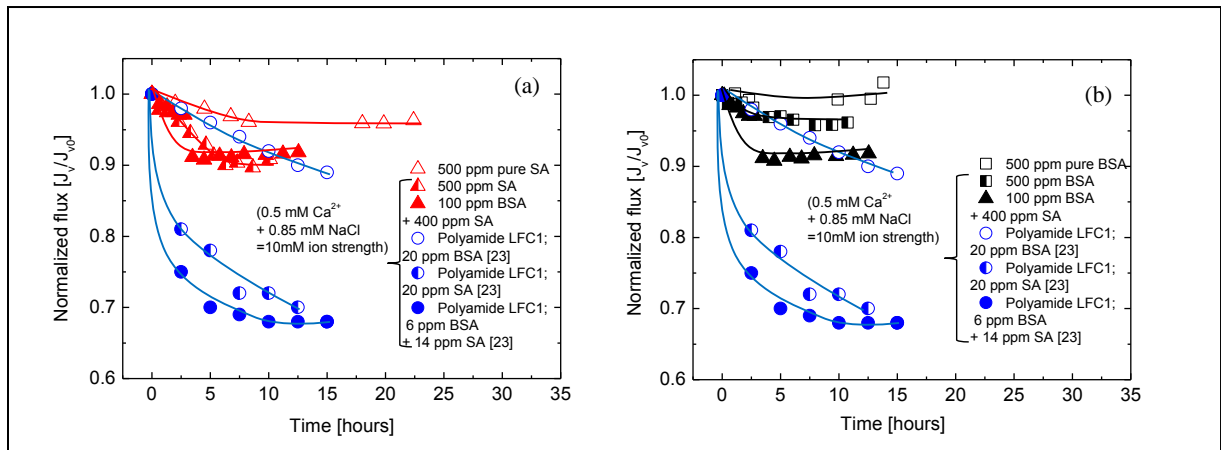 (a)
1.0
0.9
0.8
0.7
0.6
Normalized flux [Jv/Jv0]
0 5 10 15 20 25 30 35
Time [hours]
(0.5 mM Ca2+
+ 0.85 mM NaCl
=10mM ion strength)
500 ppm pure SA
500 ppm SA
100 ppm BSA
+ 400 ppm SA
Polyamide LFC1;
20 ppm BSA [23]
Polyamide LFC1;
20 ppm SA [23]
Polyamide LFC1;
6 ppm BSA
+ 14 ppm SA [23]
(b)
1.0
0.9
0.8
0.7
0.6
Normalized flux [Jv/Jv0]
0 5 10 15 20 25 30 35
Time [hours]
(0.5 mM Ca2+
+ 0.85 mM NaCl
=10mM ion strength)
500 ppm pure BSA
500 ppm BSA
100 ppm BSA
+ 400 ppm SA
Polyamide LFC1;
20 ppm BSA [23]
Polyamide LFC1;
20 ppm SA [23]
Polyamide LFC1;
6 ppm BSA
+ 14 ppm SA [23]